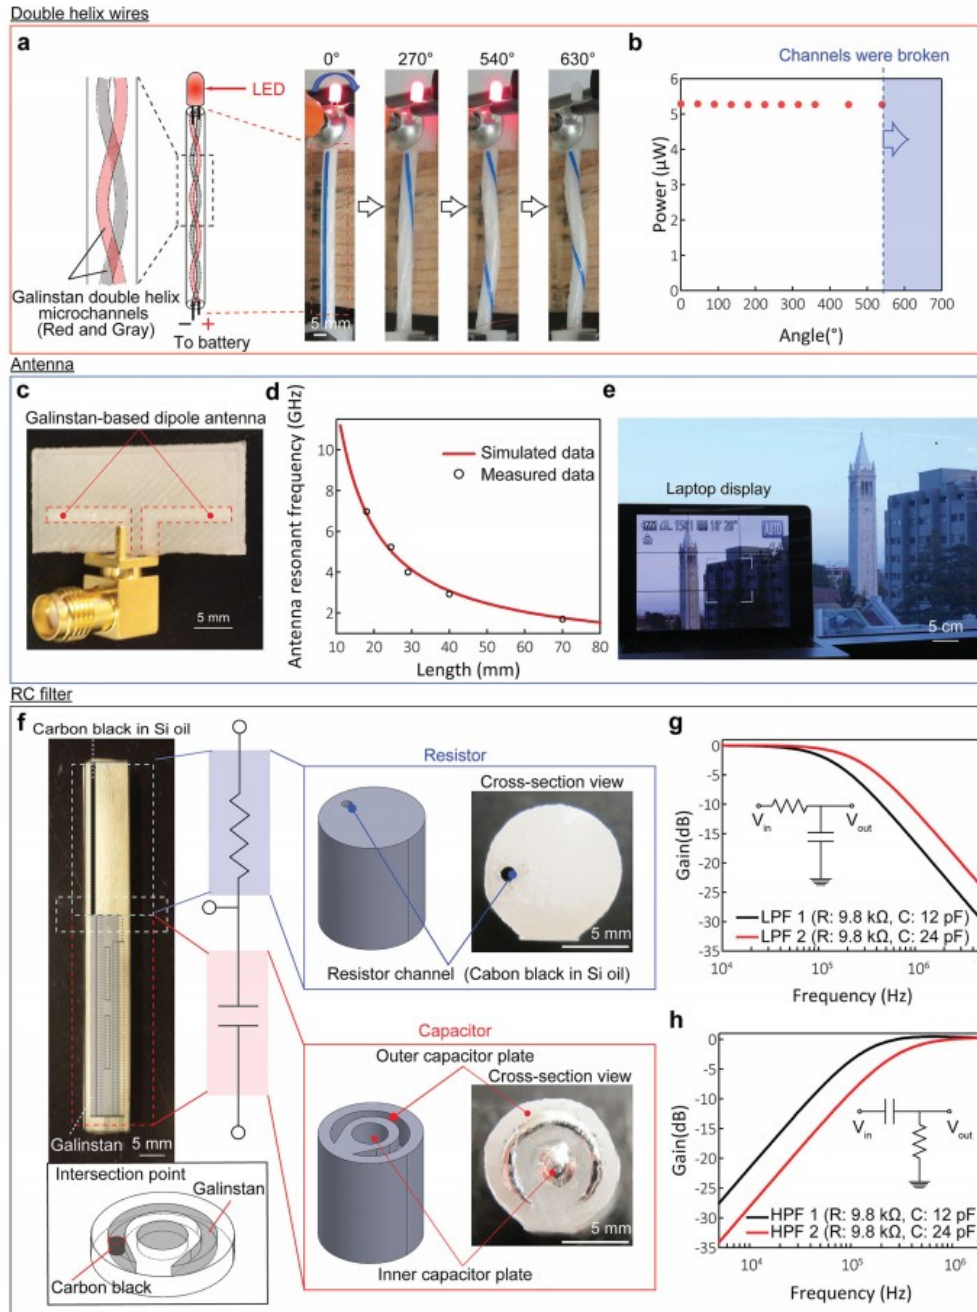 Double helix wires
a
LED
0°
270°
540°
630°
Galinstan double helix
microchannels
(Red and Gray)
− +
To battery
5 mm
b
Channels were broken
Power (μW)
6
5
4
3
2
1
0
0 100 200 300 400 500 600 700
Angle(°)
Antenna
c
Galinstan-based dipole antenna
5 mm
d
Antenna resonant frequency (GHz)
10
8
6
4
2
Simulated data
Measured data
10 20 30 40 50 60 70 80
Length (mm)
e
Laptop display
AUTO
5 cm
RC filter
f
Carbon black in Si oil
Galinstan
5 mm
Intersection point
Galinstan
Carbon black
Resistor
Cross-section view
5 mm
Resistor channel (Cabon black in Si oil)
Capacitor
Outer capacitor plate
Cross-section view
5 mm
Inner capacitor plate
g
Gain(dB)
0
-5
-10
-15
-20
-25
-30
-35
Vin
Vout
LPF 1 (R: 9.8 kΩ, C: 12 pF)
LPF 2 (R: 9.8 kΩ, C: 24 pF)
10⁴ 10⁵ 10⁶
Frequency (Hz)
h
Gain(dB)
0
-5
-10
-15
-20
-25
-30
-35
Vin
Vout
HPF 1 (R: 9.8 kΩ, C: 12 pF)
HPF 2 (R: 9.8 kΩ, C: 24 pF)
10⁴ 10⁵ 10⁶
Frequency (Hz)